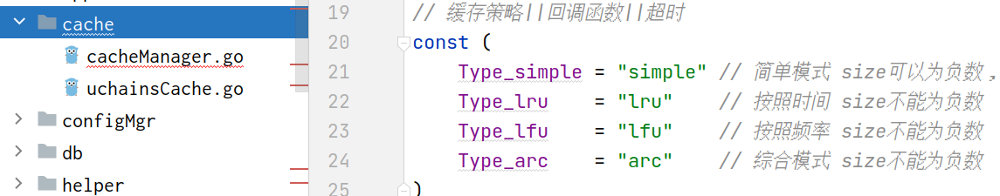 cache
cacheManager.go
uchainsCache.go
configMgr
db
helper
19 // 缓存策略||回调函数||超时
20 const (
21 Type_simple = "simple" // 简单模式 size可以为负数,
22 Type_lru = "lru" // 按照时间 size不能为负数
23 Type_lfu = "lfu" // 按照频率 size不能为负数
24 Type_arc = "arc" // 综合模式 size不能为负数
25 )